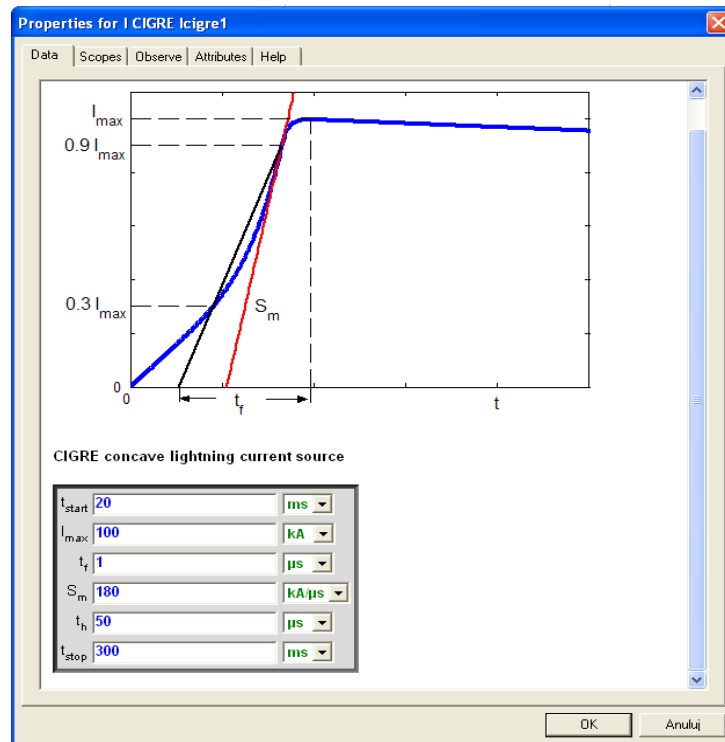 Properties for I CIGRE Icigre1
Data Scopes Observe Attributes Help
I max
0.9 I max
0.3 I max
S m
0
0
t f
t
CIGRE concave lightning current source
t start 20 ms
I max 100 kA
t f 1 µs
S m 180 kA/µs
t h 50 µs
t stop 300 ms
OK Anuluj